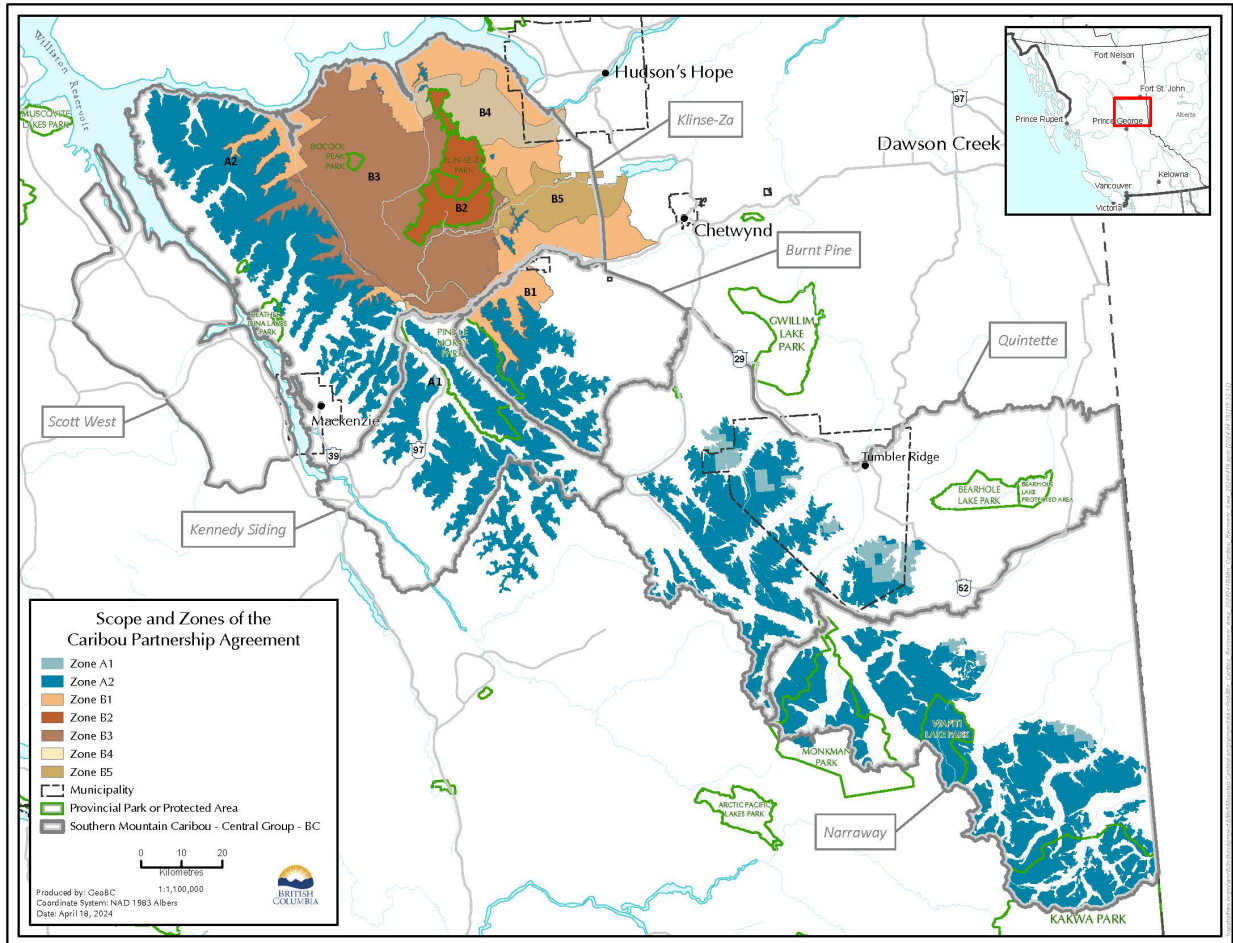 Williston
Reservoir
Hudson's Hope
MUSCOVITE
LAKES PARK
Klinse-Za
97
Dawson Creek
Fort Nelson
Fort St. John
Prince Rupert
Prince George
Alberta
Kelowna
Vancouver
Victoria
A2
BOCOCK
PEAK
PARK
B3
B4
KLIN-SE-ZA
PARK
B2
B5
Chetwynd
Burnt Pine
B1
PINE LE
MORAY
PARK
GWILLIM
LAKE
PARK
Quintette
29
A1
Scott West
Mackenzie
39
97
Tumbler Ridge
BEARHOLE
LAKE PARK
BEARHOLE
LAKE
PROTECTED AREA
Kennedy Siding
52
WAPITI
LAKE PARK
MONKMAN
PARK
ARCTIC PACIFIC
LAKES PARK
Narraway
KAKWA PARK
Scope and Zones of the
Caribou Partnership Agreement
Zone A1
Zone A2
Zone B1
Zone B2
Zone B3
Zone B4
Zone B5
Municipality
Provincial Park or Protected Area
Southern Mountain Caribou - Central Group - BC
0 10 20
Kilometres
1:1,100,000
Produced by: GeoBC
Coordinate System: NAD 1983 Albers
Date: April 18, 2024
BRITISH
COLUMBIA